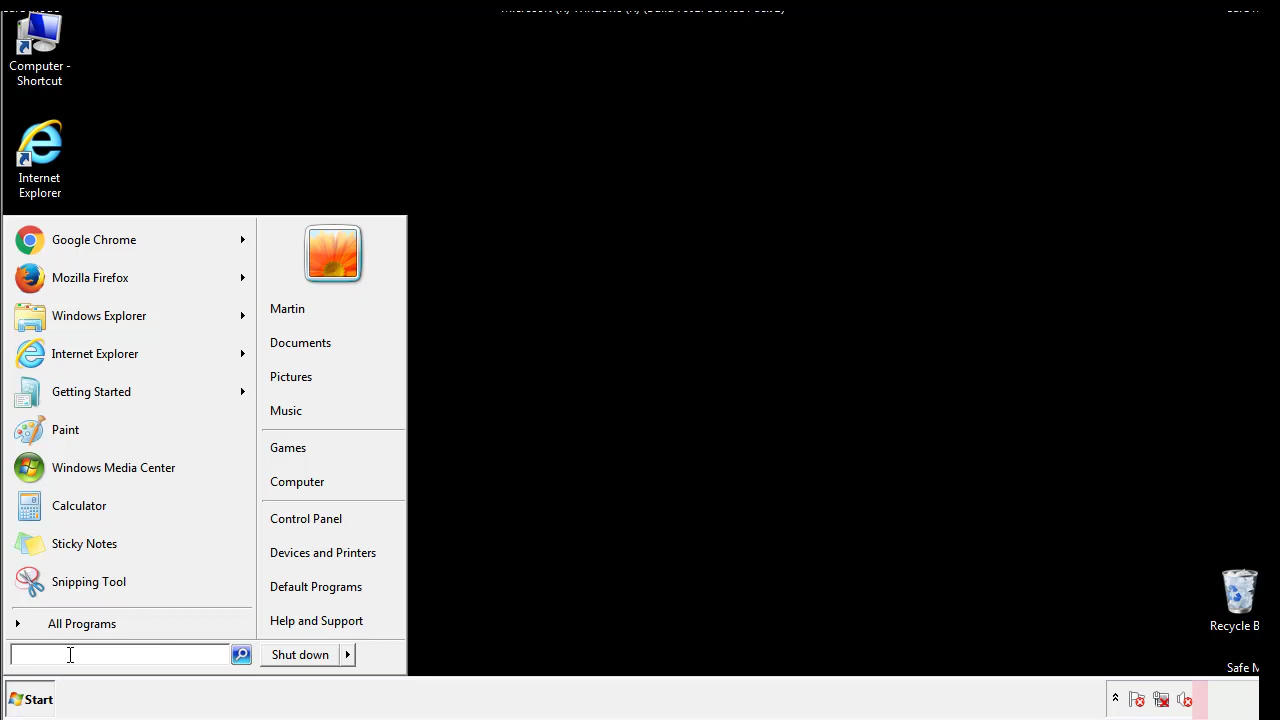 Computer -
Shortcut
Internet
Explorer
Google Chrome
Mozilla Firefox
Windows Explorer
Internet Explorer
Getting Started
Paint
Windows Media Center
Calculator
Sticky Notes
Snipping Tool
All Programs
Martin
Documents
Pictures
Music
Games
Computer
Control Panel
Devices and Printers
Default Programs
Help and Support
Shut down
Recycle B
Safe M
Start